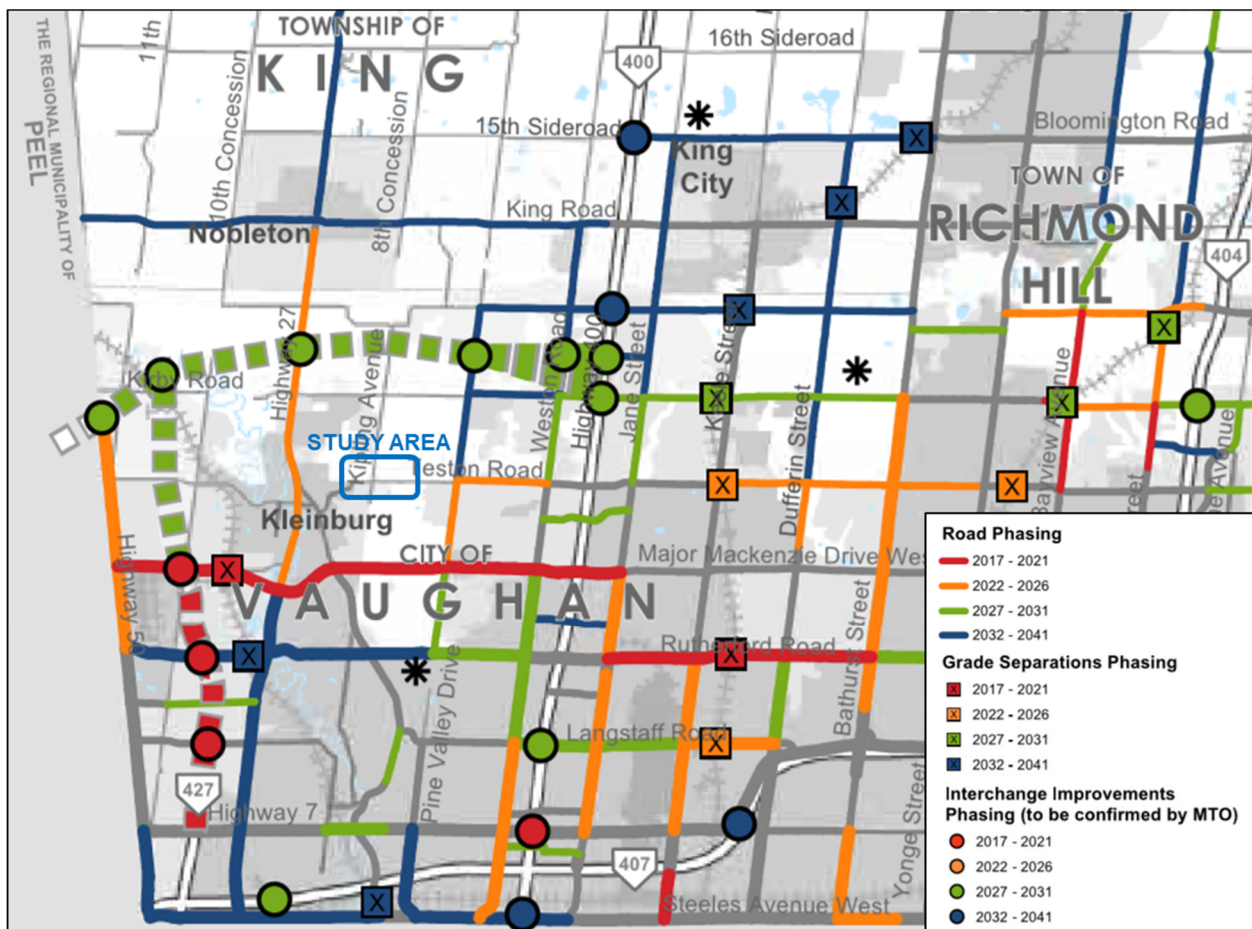 THE REGIONAL MUNICIPALITY OF
PEEL
TOWNSHIP OF
KING
11th
16th Sideroad
400
10th Concession
8th Concession
15th Sideroad
King
City
Bloomington Road
TOWN OF
RICHMOND
HILL
404
King Road
Nobleton
Highway 27
Kipling Avenue
Kirby Road
Weston Road
Highway 400
Jane Street
Keele Street
Dufferin Street
Bayview Avenue
STUDY AREA
Teston Road
Kleinburg
CITY OF
VAUGHAN
Major Mackenzie Drive West
Highway 50
Rutherford Road
Bathurst Street
Pine Valley Drive
Langstaff Road
427
Highway 7
407
Yonge Street
Steeles Avenue West
Road Phasing
2017 - 2021
2022 - 2026
2027 - 2031
2032 - 2041
Grade Separations Phasing
X 2017 - 2021
X 2022 - 2026
X 2027 - 2031
X 2032 - 2041
Interchange Improvements
Phasing (to be confirmed by MTO)
2017 - 2021
2022 - 2026
2027 - 2031
2032 - 2041